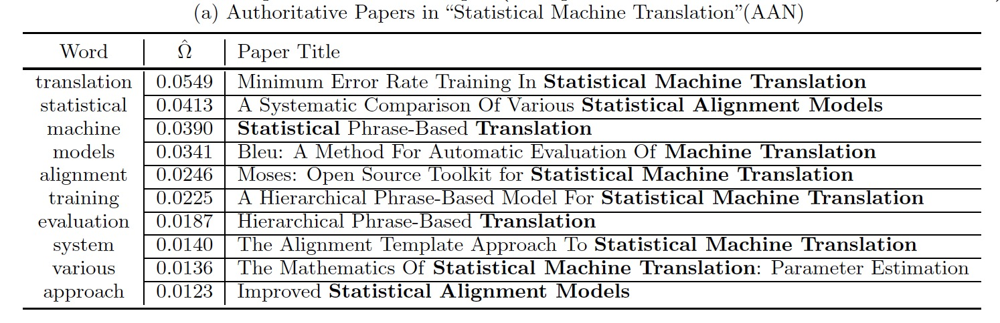 (a) Authoritative Papers in “Statistical Machine Translation”(AAN)
Word Ω̂ Paper Title
translation 0.0549 Minimum Error Rate Training In Statistical Machine Translation
statistical 0.0413 A Systematic Comparison Of Various Statistical Alignment Models
machine 0.0390 Statistical Phrase-Based Translation
models 0.0341 Bleu: A Method For Automatic Evaluation Of Machine Translation
alignment 0.0246 Moses: Open Source Toolkit for Statistical Machine Translation
training 0.0225 A Hierarchical Phrase-Based Model For Statistical Machine Translation
evaluation 0.0187 Hierarchical Phrase-Based Translation
system 0.0140 The Alignment Template Approach To Statistical Machine Translation
various 0.0136 The Mathematics Of Statistical Machine Translation: Parameter Estimation
approach 0.0123 Improved Statistical Alignment Models